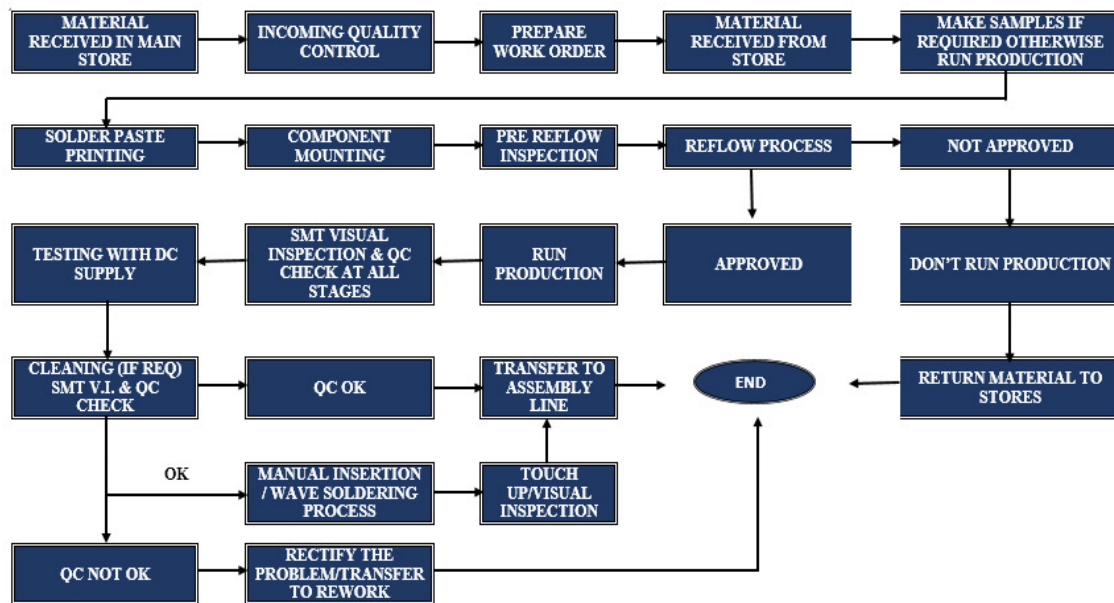 MATERIAL
RECEIVED IN MAIN
STORE
INCOMING QUALITY
CONTROL
PREPARE
WORK ORDER
MATERIAL
RECEIVED FROM
STORE
MAKE SAMPLES IF
REQUIRED OTHERWISE
RUN PRODUCTION
SOLDER PASTE
PRINTING
COMPONENT
MOUNTING
PRE REFLOW
INSPECTION
REFLOW PROCESS
NOT APPROVED
TESTING WITH DC
SUPPLY
SMT VISUAL
INSPECTION & QC
CHECK AT ALL
STAGES
RUN
PRODUCTION
APPROVED
DON'T RUN PRODUCTION
CLEANING (IF REQ)
SMT V.I. & QC
CHECK
QC OK
TRANSFER TO
ASSEMBLY
LINE
END
RETURN MATERIAL TO
STORES
OK
MANUAL INSERTION
/ WAVE SOLDERING
PROCESS
TOUCH
UP/VISUAL
INSPECTION
QC NOT OK
RECTIFY THE
PROBLEM/TRANSFER
TO REWORK